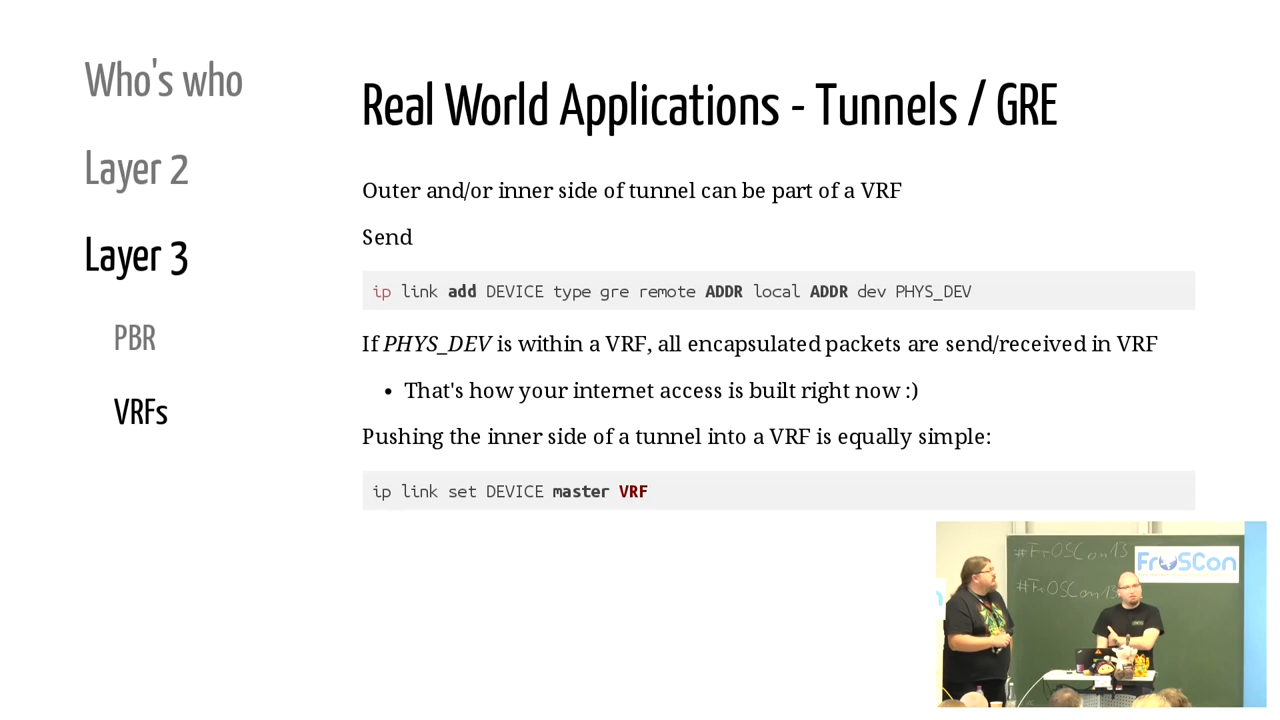 Who's who
Layer 2
Layer 3
PBR
VRFs
Real World Applications - Tunnels / GRE
Outer and/or inner side of tunnel can be part of a VRF
Send
ip link add DEVICE type gre remote ADDR local ADDR dev PHYS_DEV
If PHYS_DEV is within a VRF, all encapsulated packets are send/received in VRF
• That's how your internet access is built right now :)
Pushing the inner side of a tunnel into a VRF is equally simple:
ip link set DEVICE master VRF
#FrOSCon13
FrOSCon
#FrOSCon13